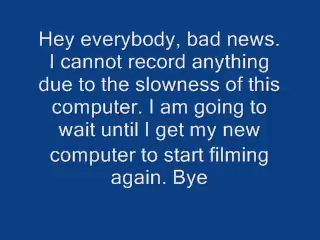 Hey everybody, bad news.
I cannot record anything
due to the slowness of this
computer. I am going to
wait until I get my new
computer to start filming
again. Bye